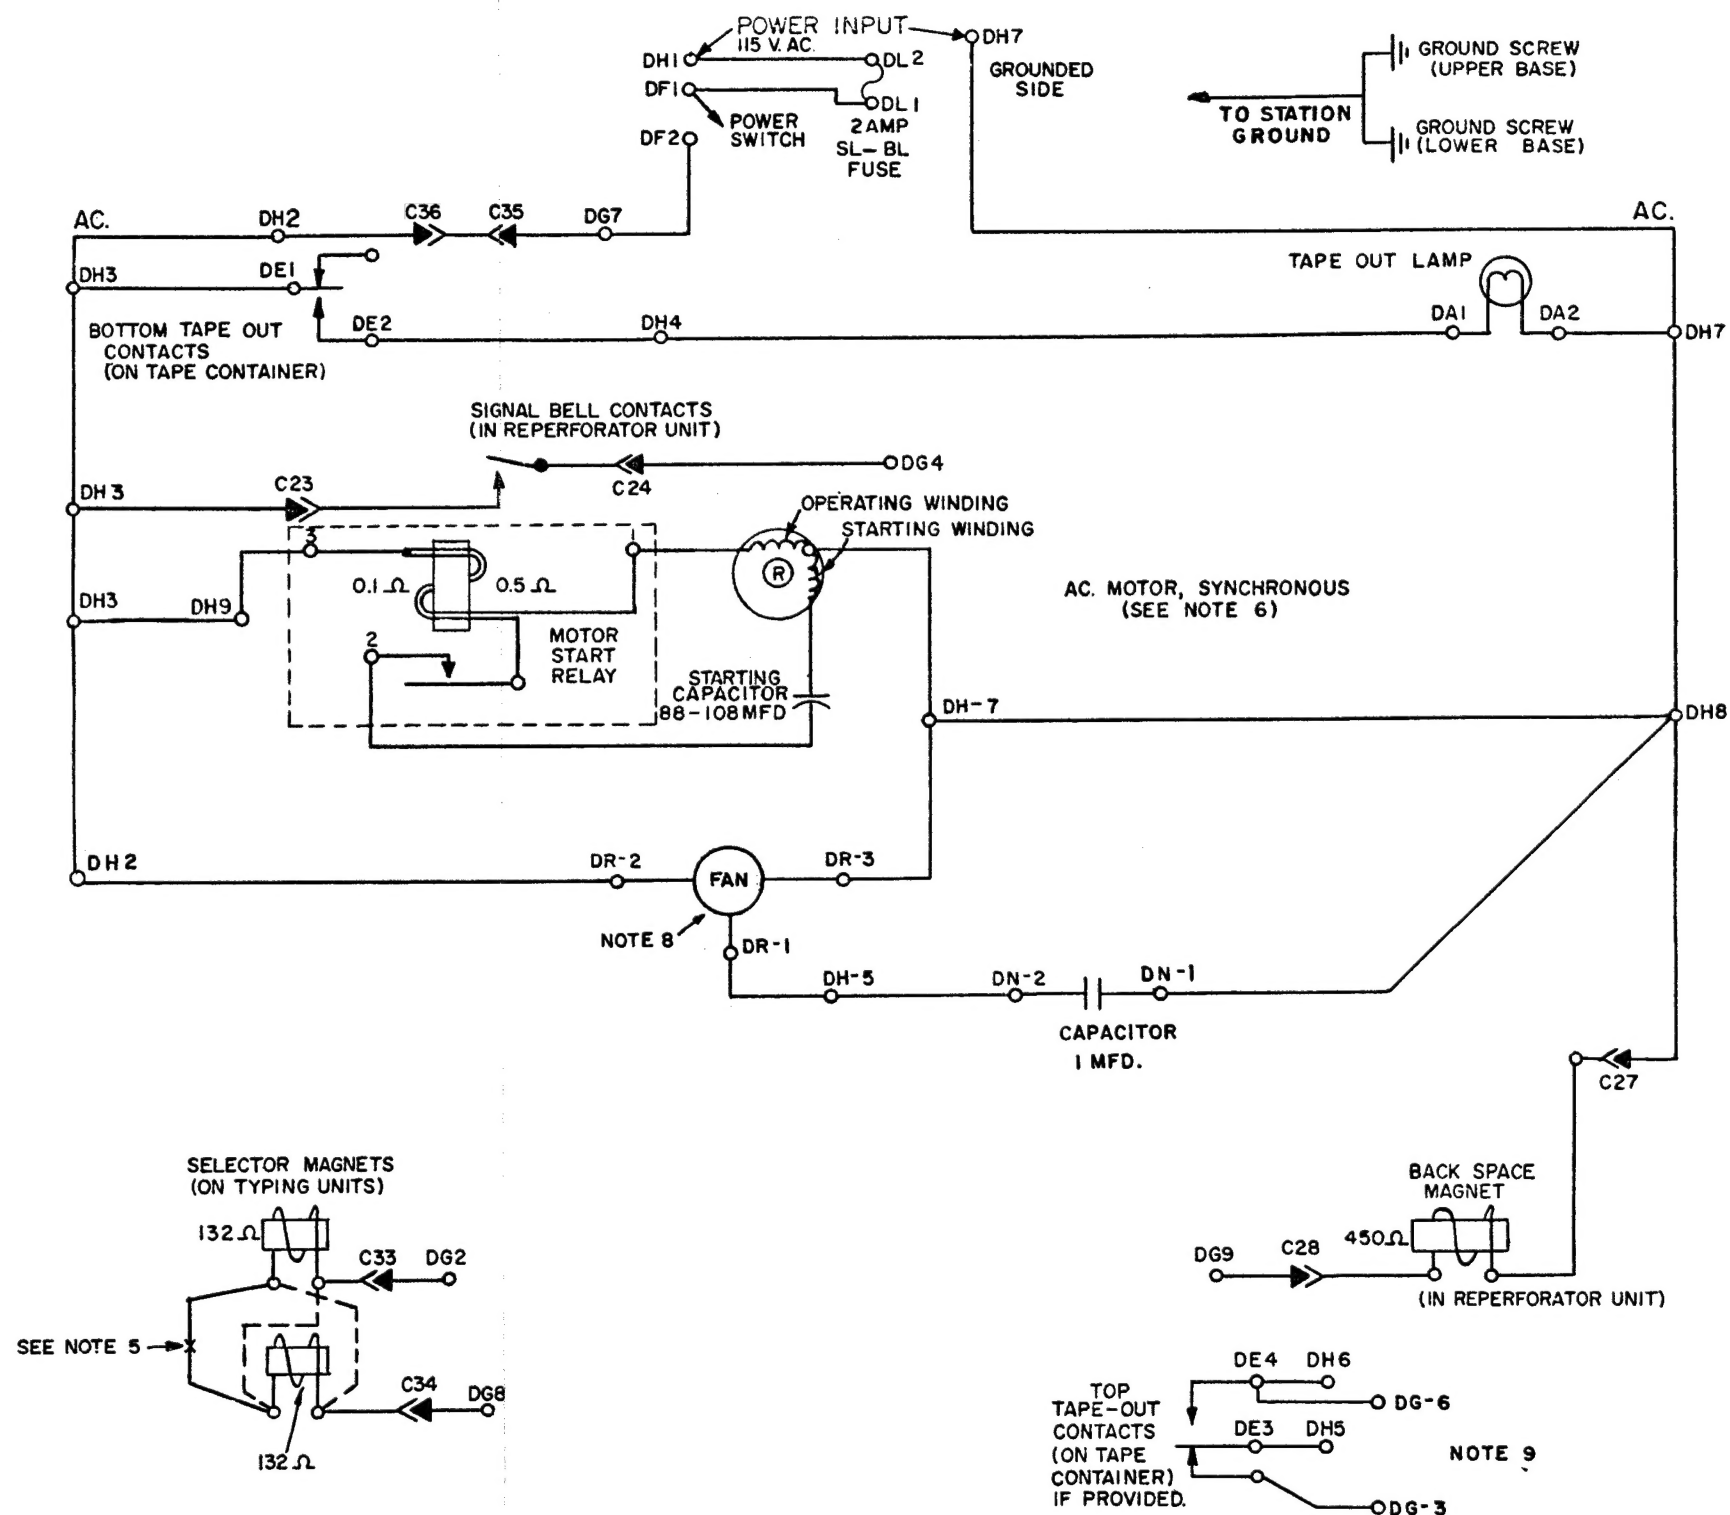 POWER INPUT
115 V. AC.
DH1
DL2
DH7
GROUNDED
SIDE
DF1
DL1
POWER
SWITCH
2 AMP
SL-BL
FUSE
DF2
GROUND SCREW
(UPPER BASE)
TO STATION
GROUND
GROUND SCREW
(LOWER BASE)
AC.
DH2
C36
C35
DG7
AC.
DH3
DE1
TAPE OUT LAMP
BOTTOM TAPE OUT
CONTACTS
(ON TAPE CONTAINER)
DE2
DH4
DA1
DA2
DH7
SIGNAL BELL CONTACTS
(IN REPERFORATOR UNIT)
DH3
C23
C24
DG4
OPERATING WINDING
STARTING WINDING
3
1
R
0.1 Ω
0.5 Ω
DH3
DH9
AC. MOTOR, SYNCHRONOUS
(SEE NOTE 6)
2
MOTOR
START
RELAY
STARTING
CAPACITOR
88-108 MFD
DH-7
DH8
DH2
DR-2
FAN
DR-3
NOTE 8
DR-1
DH-5
DN-2
DN-1
CAPACITOR
1 MFD.
C27
SELECTOR MAGNETS
(ON TYPING UNITS)
132 Ω
C33
DG2
SEE NOTE 5
C34
DG8
132 Ω
BACK SPACE
MAGNET
450 Ω
DG9
C28
(IN REPERFORATOR UNIT)
TOP
TAPE-OUT
CONTACTS
(ON TAPE
CONTAINER)
IF PROVIDED.
DE4
DH6
DG-6
DE3
DH5
NOTE 9
DG-3